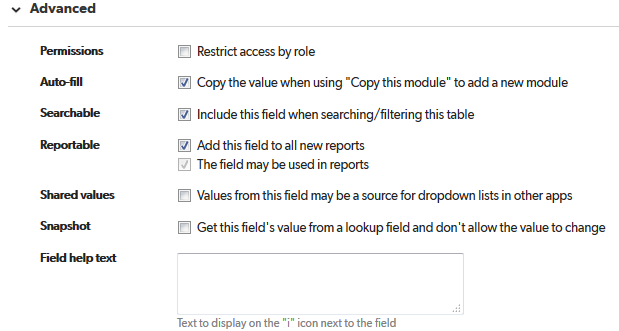 Advanced
Permissions Restrict access by role
Auto-fill Copy the value when using "Copy this module" to add a new module
Searchable Include this field when searching/filtering this table
Reportable Add this field to all new reports
The field may be used in reports
Shared values Values from this field may be a source for dropdown lists in other apps
Snapshot Get this field's value from a lookup field and don't allow the value to change
Field help text
Text to display on the "i" icon next to the field